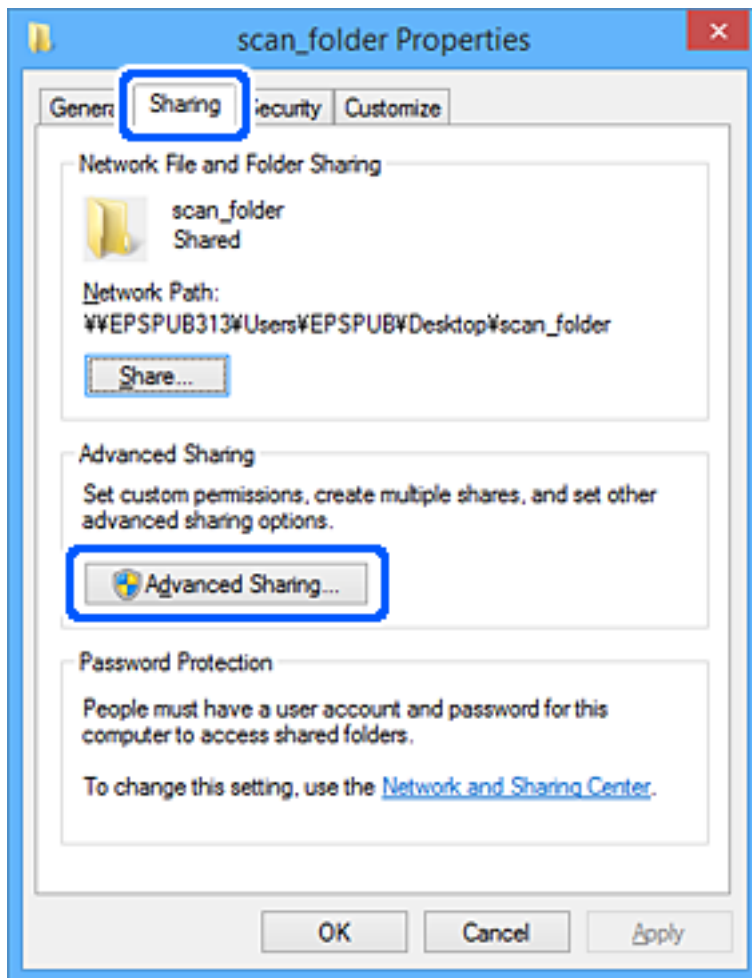 scan_folder Properties
General Sharing Security Customize
Network File and Folder Sharing
scan_folder
Shared
Network Path:
¥¥EPSPUB313¥Users¥EPSPUB¥Desktop¥scan_folder
Share...
Advanced Sharing
Set custom permissions, create multiple shares, and set other
advanced sharing options.
Advanced Sharing...
Password Protection
People must have a user account and password for this
computer to access shared folders.
To change this setting, use the Network and Sharing Center.
OK Cancel Apply